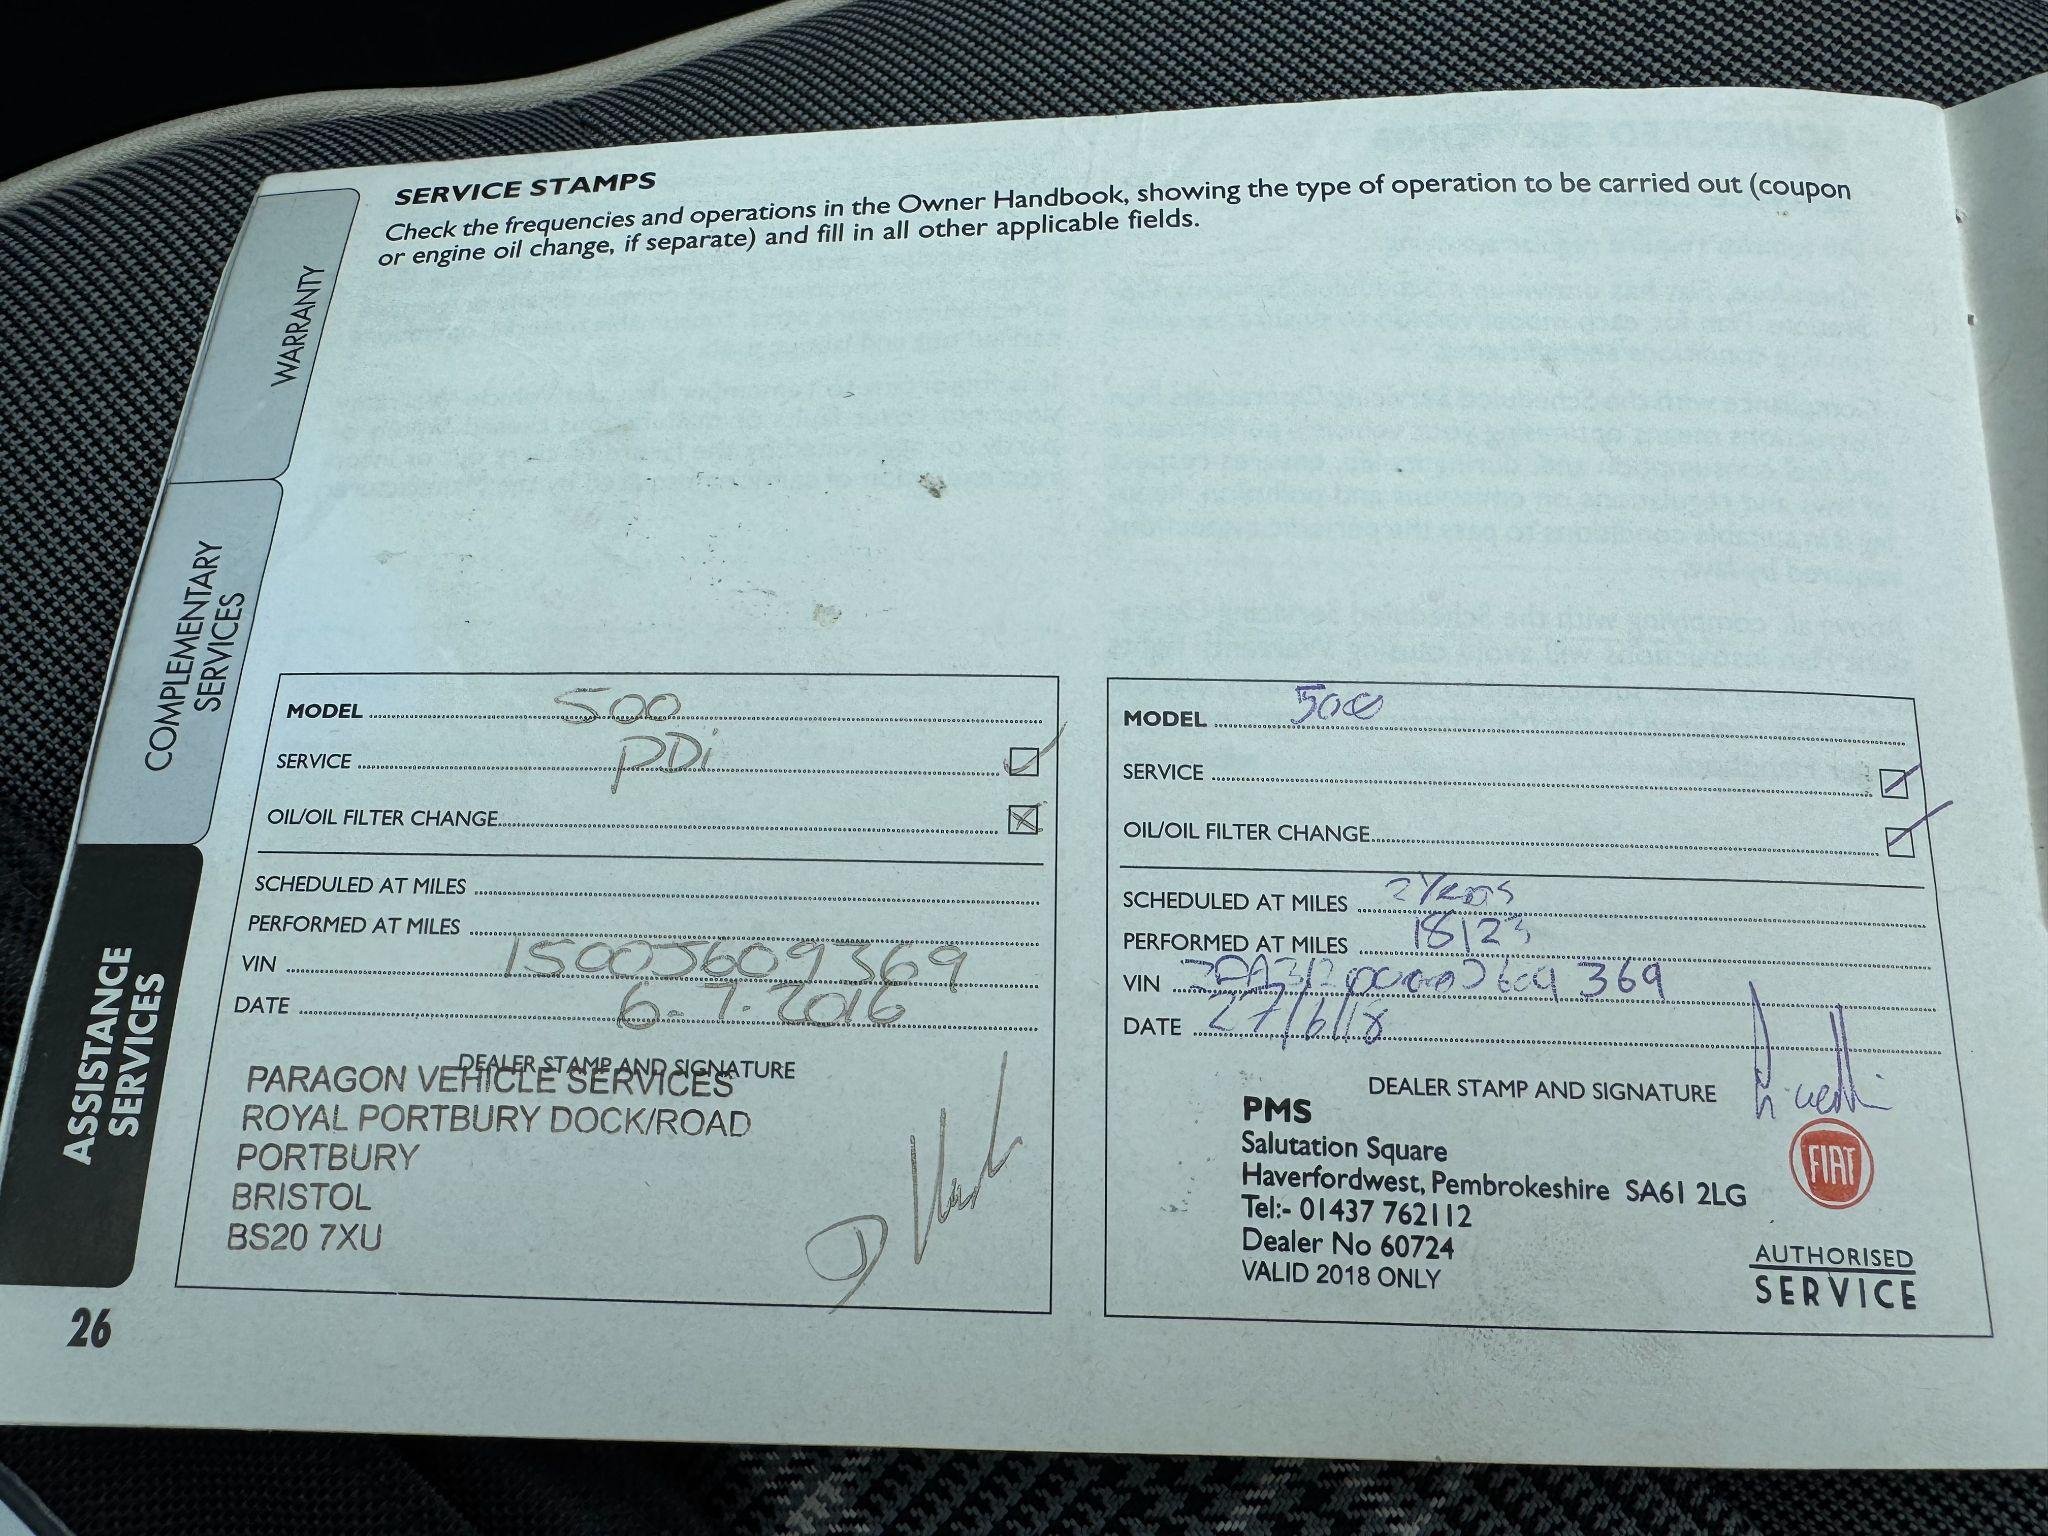 SERVICE STAMPS
Check the frequencies and operations in the Owner Handbook, showing the type of operation to be carried out (coupon
or engine oil change, if separate) and fill in all other applicable fields.
WARRANTY
COMPLEMENTARY
SERVICES
ASSISTANCE
SERVICES
MODEL 500
SERVICE PDi
OIL/OIL FILTER CHANGE
SCHEDULED AT MILES
PERFORMED AT MILES
VIN 1500J609369
DATE 6.7.2016
DEALER STAMP AND SIGNATURE
PARAGON VEHICLE SERVICES
ROYAL PORTBURY DOCK/ROAD
PORTBURY
BRISTOL
BS20 7XU
MODEL 500
SERVICE
OIL/OIL FILTER CHANGE
SCHEDULED AT MILES 2 Years
PERFORMED AT MILES 18123
VIN
DATE 27/6/18
DEALER STAMP AND SIGNATURE
PMS
Salutation Square
Haverfordwest, Pembrokeshire SA61 2LG
Tel:- 01437 762112
Dealer No 60724
VALID 2018 ONLY
FIAT
AUTHORISED
SERVICE
26